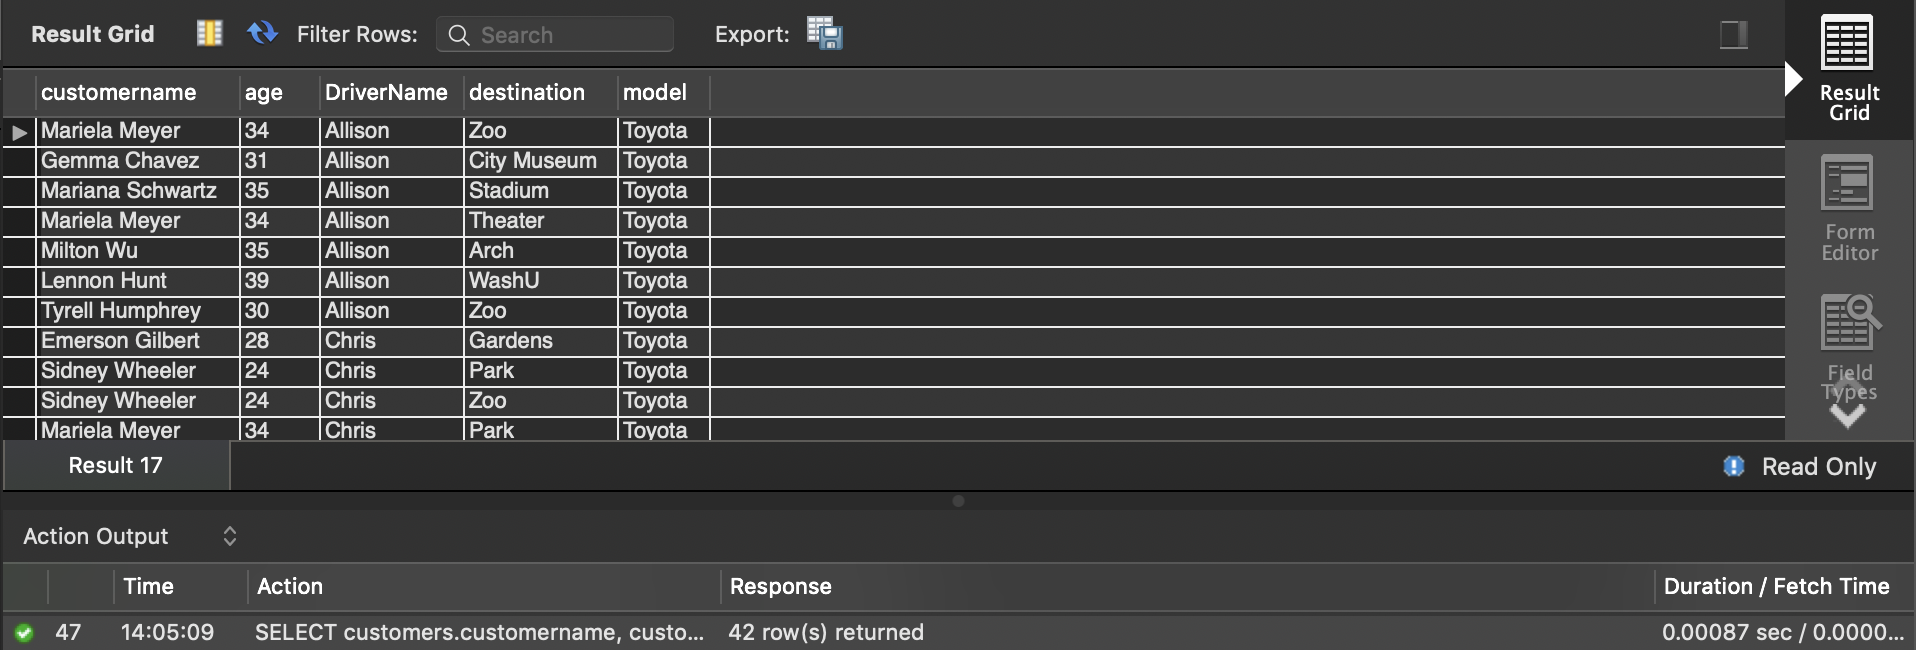 Result Grid Filter Rows: Search Export:
customername age DriverName destination model
Mariela Meyer 34 Allison Zoo Toyota
Gemma Chavez 31 Allison City Museum Toyota
Mariana Schwartz 35 Allison Stadium Toyota
Mariela Meyer 34 Allison Theater Toyota
Milton Wu 35 Allison Arch Toyota
Lennon Hunt 39 Allison WashU Toyota
Tyrell Humphrey 30 Allison Zoo Toyota
Emerson Gilbert 28 Chris Gardens Toyota
Sidney Wheeler 24 Chris Park Toyota
Sidney Wheeler 24 Chris Zoo Toyota
Mariela Meyer 34 Chris Park Toyota
Result
Grid
Form
Editor
Field
Types
Result 17 Read Only
Action Output
Time Action Response Duration / Fetch Time
47 14:05:09 SELECT customers.customername, custo... 42 row(s) returned 0.00087 sec / 0.0000...